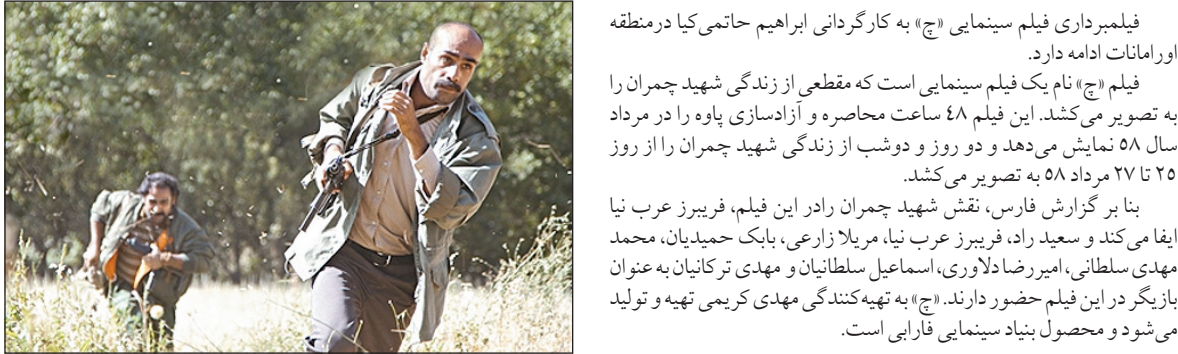 فیلمبرداری فیلم سینمایی «چ» به کارگردانی ابراهیم حاتمی‌کیا درمنطقه
اورامانات ادامه دارد.
فیلم «چ» نام یک فیلم سینمایی است که مقطعی از زندگی شهید چمران را
به تصویر می‌کشد. این فیلم ٤٨ ساعت محاصره و آزادسازی پاوه را در مرداد
سال ٥٨ نمایش می‌دهد و دو روز و دوشب از زندگی شهید چمران را از روز
٢٥ تا ٢٧ مرداد ٥٨ به تصویر می‌کشد.
بنا بر گزارش فارس، نقش شهید چمران رادر این فیلم، فریبرز عرب نیا
ایفا می‌کند و سعید راد، فریبرز عرب نیا، مریلا زارعی، بابک حمیدیان، محمد
مهدی سلطانی، امیررضا دلاوری، اسماعیل سلطانیان و مهدی ترکانیان به عنوان
بازیگر در این فیلم حضور دارند. «چ» به تهیه‌کنندگی مهدی کریمی تهیه و تولید
می‌شود و محصول بنیاد سینمایی فارابی است.